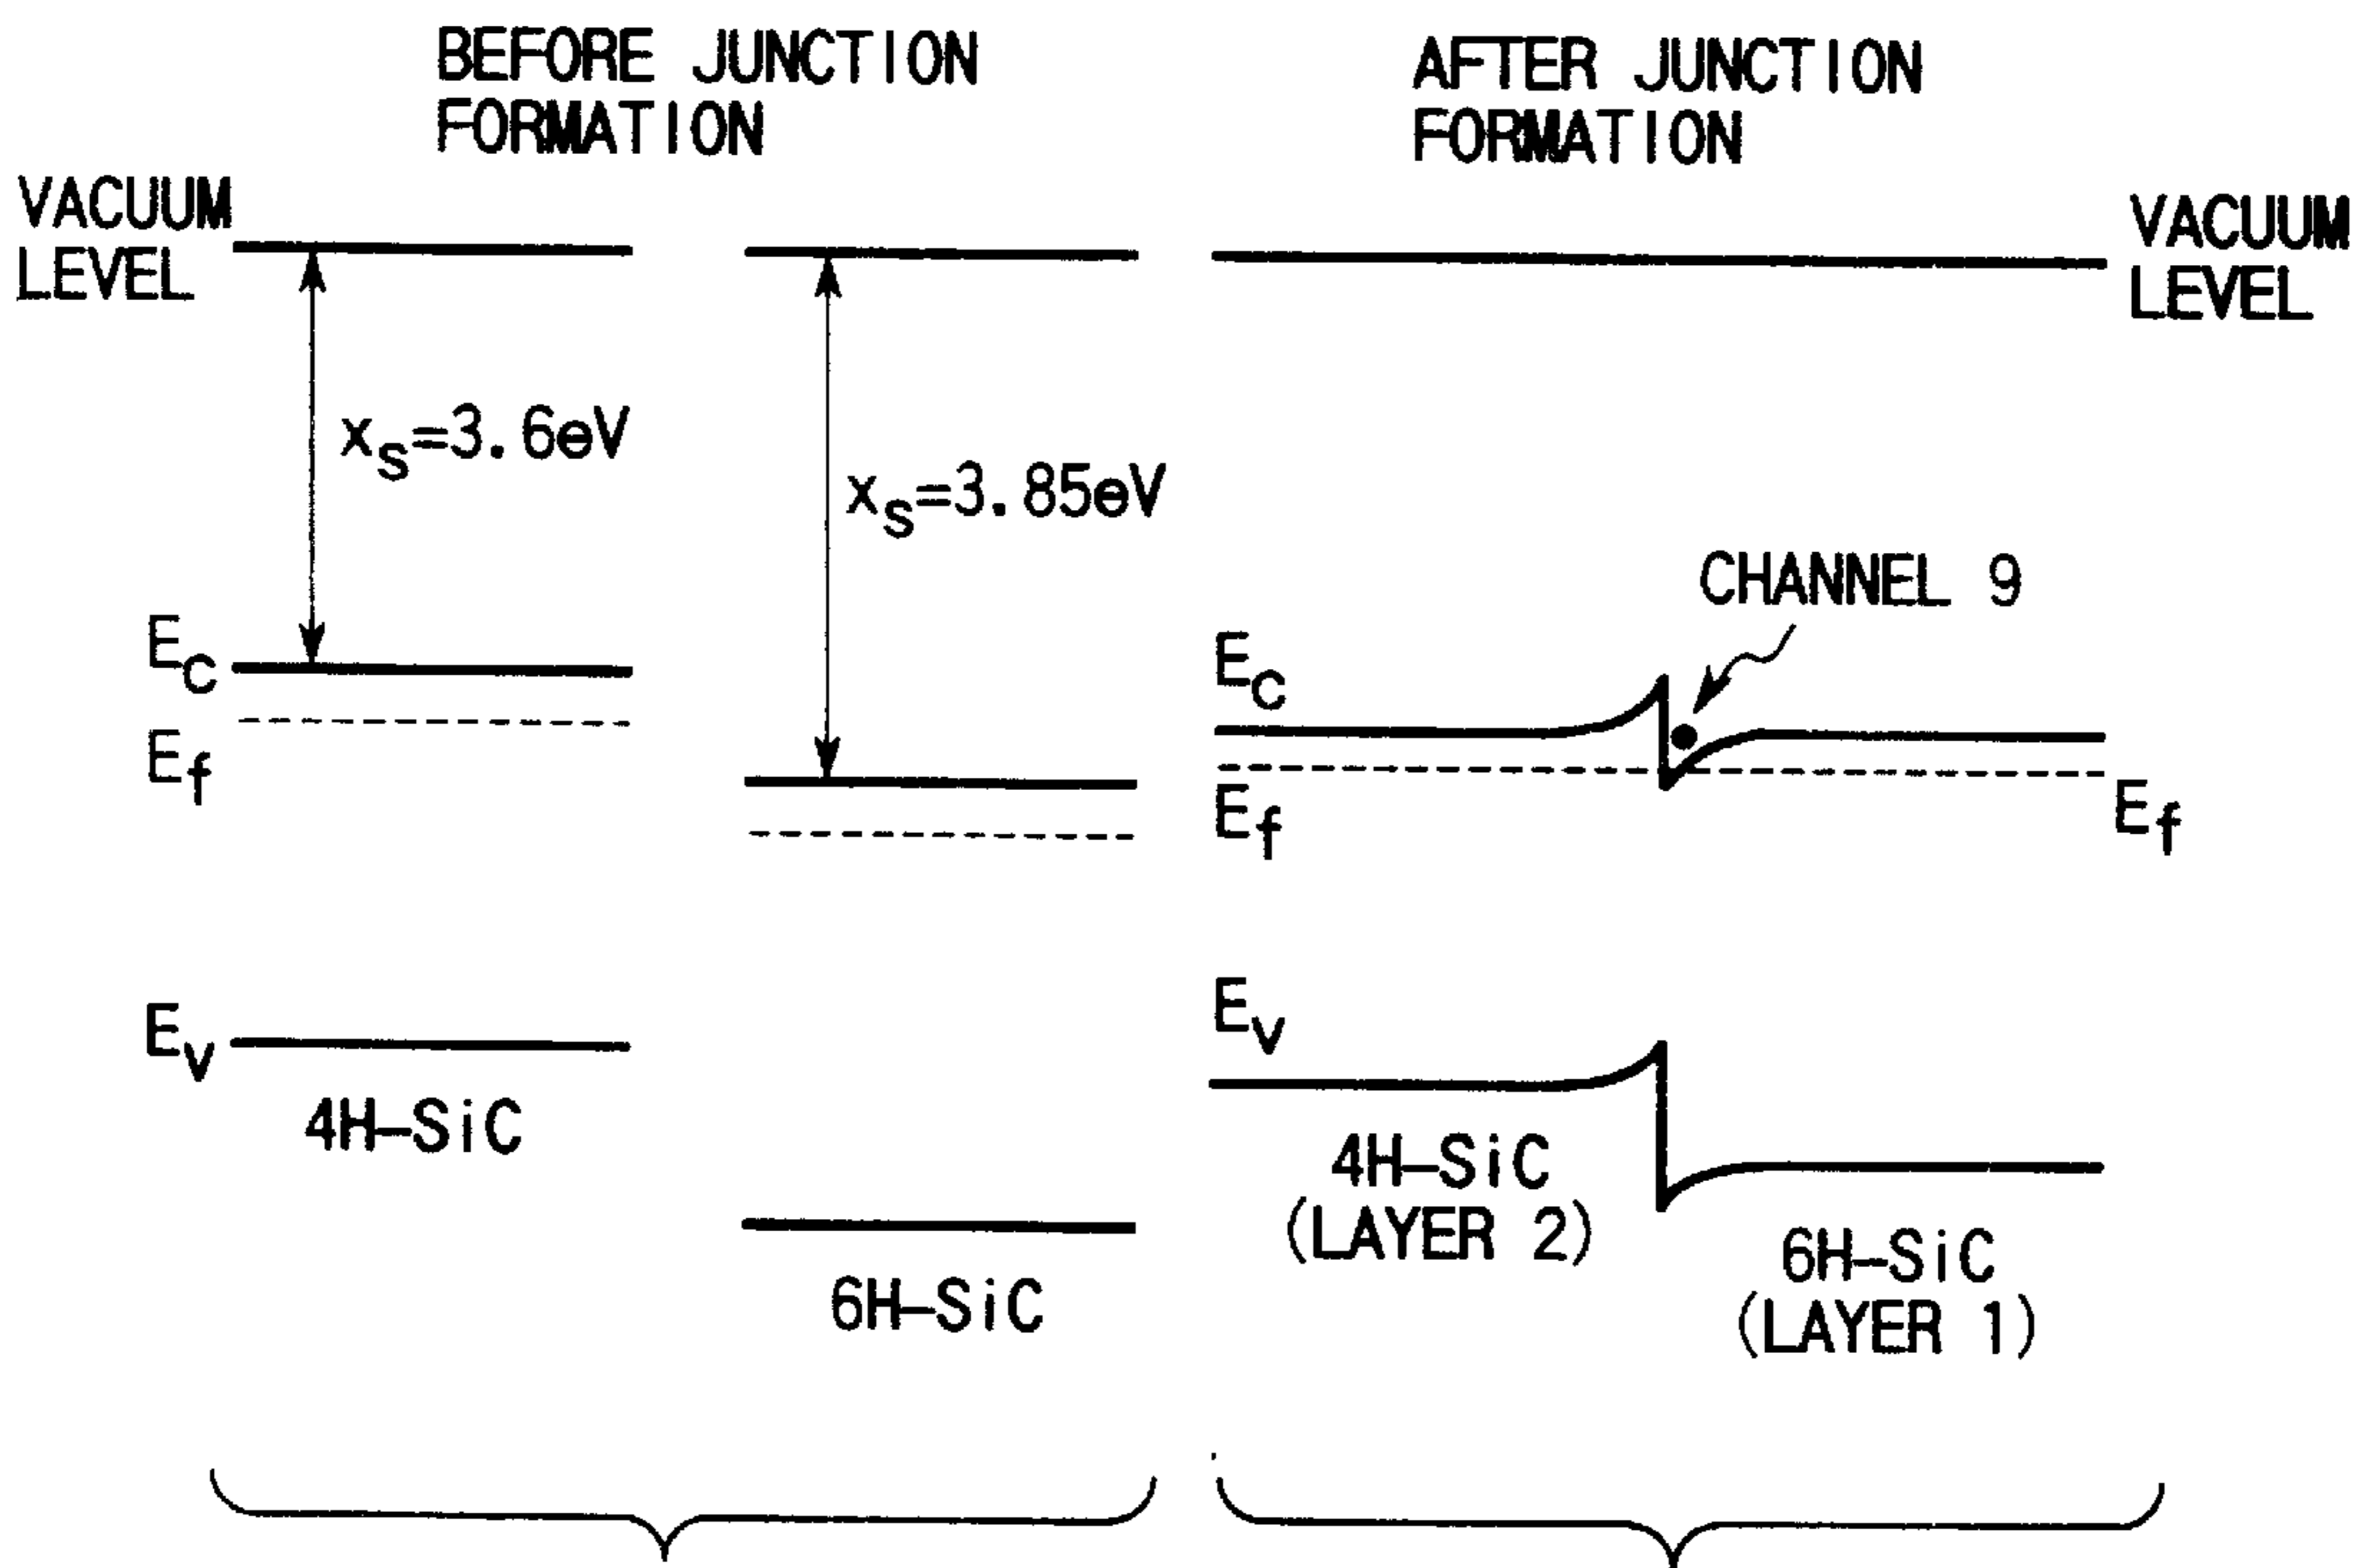 BEFORE JUNCTION
FORMATION
AFTER JUNCTION
FORMATION
VACUUM
LEVEL
VACUUM
LEVEL
xs=3.6eV
xs=3.85eV
CHANNEL 9
Ec
Ef
Ec
Ef
Ef
Ev
4H-SiC
6H-SiC
Ev
4H-SiC
(LAYER 2)
6H-SiC
(LAYER 1)